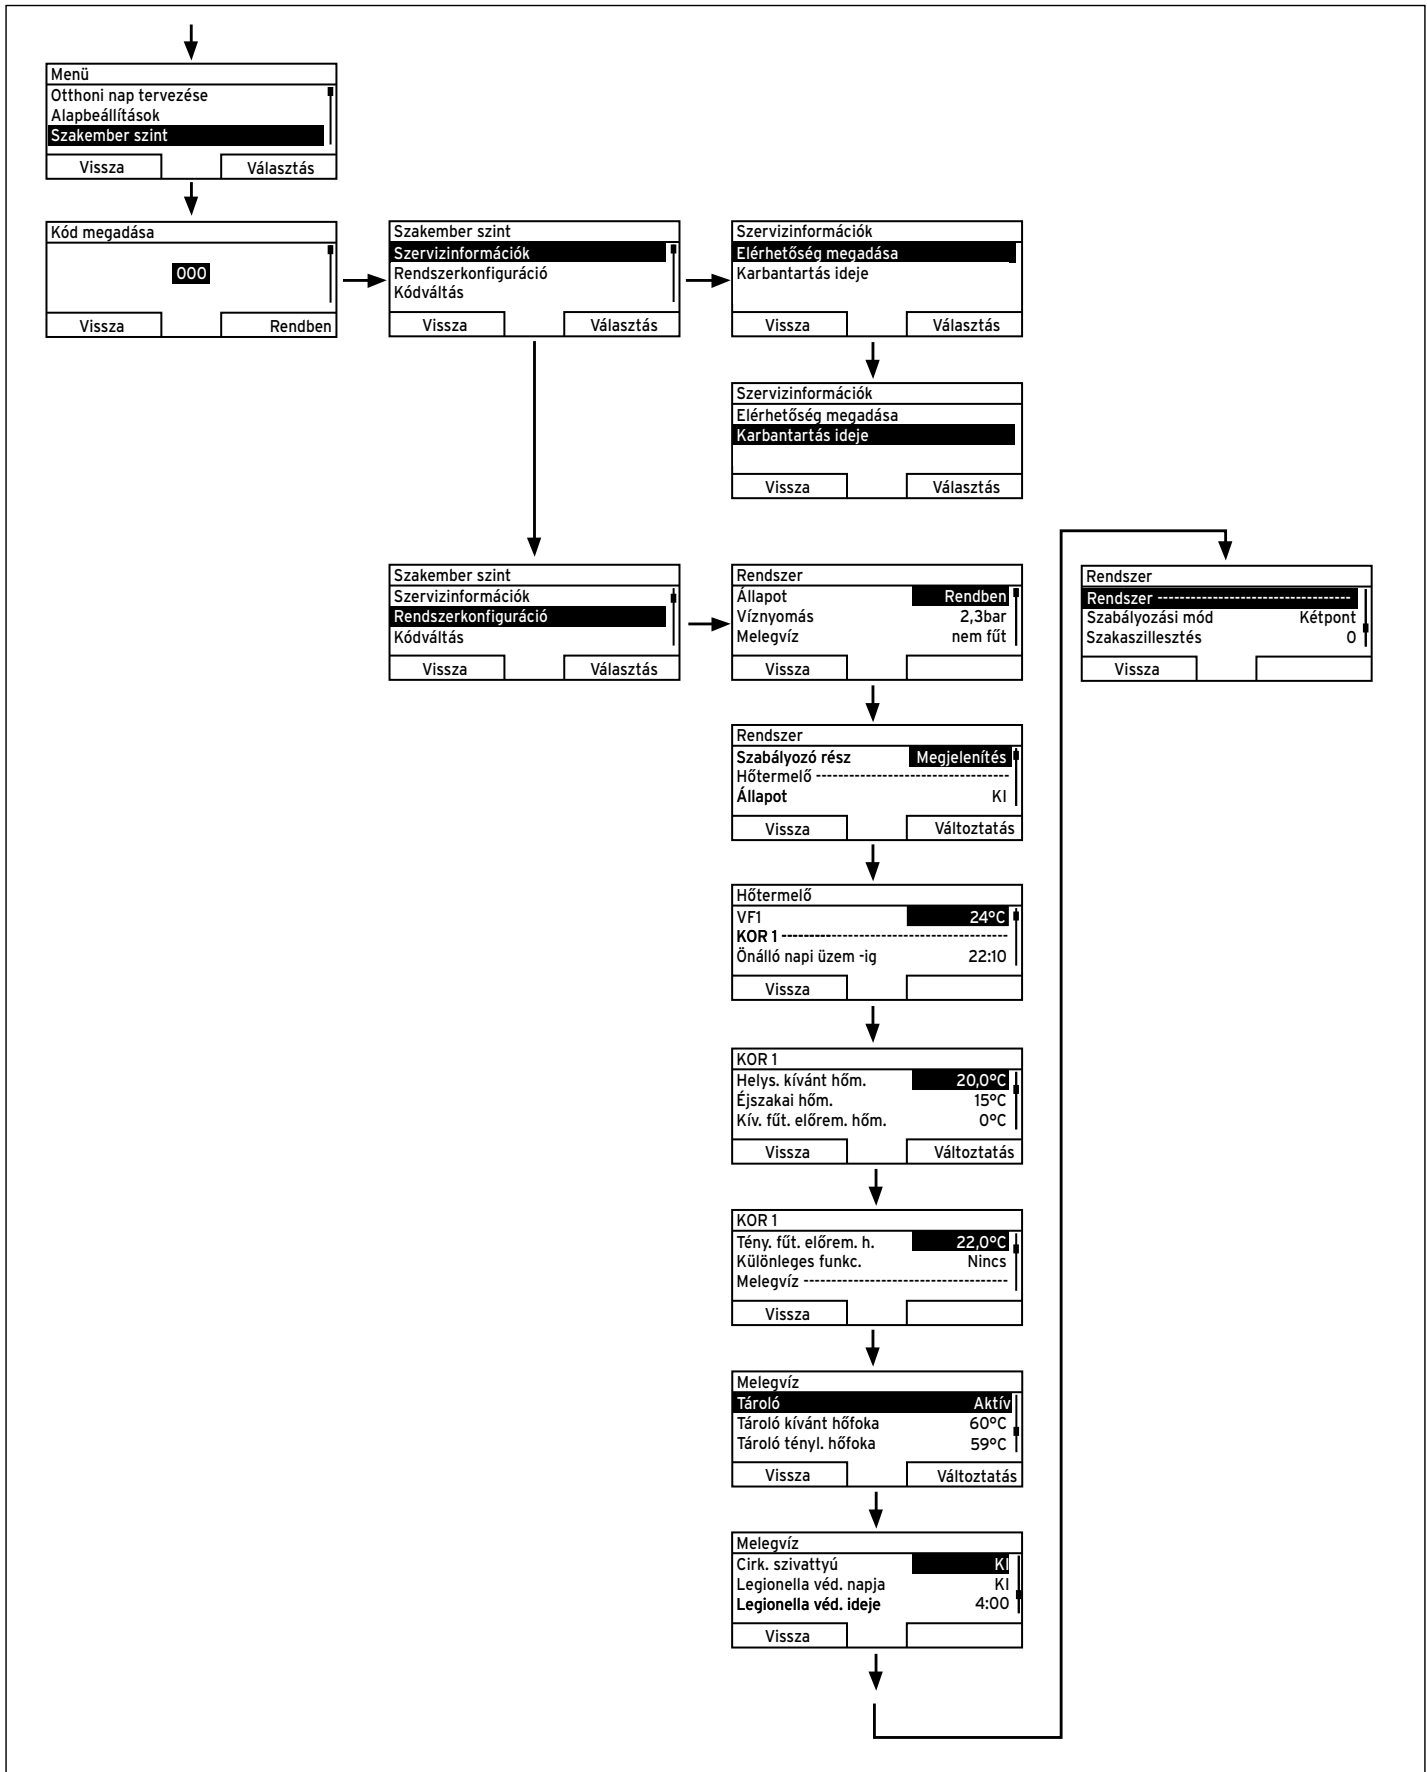 Menü
Otthoni nap tervezése
Alapbeállítások
Szakember szint
Vissza Választás
Kód megadása
000
Vissza Rendben
Szakember szint
Szervizinformációk
Rendszerkonfiguráció
Kódváltás
Vissza Választás
Szervizinformációk
Elérhetőség megadása
Karbantartás ideje
Vissza Választás
Szervizinformációk
Elérhetőség megadása
Karbantartás ideje
Vissza Választás
Szakember szint
Szervizinformációk
Rendszerkonfiguráció
Kódváltás
Vissza Választás
Rendszer
Állapot Rendben
Víznyomás 2,3bar
Melegvíz nem fűt
Vissza
Rendszer
Szabályozó rész Megjelenítés
Hőtermelő ------------------------------------
Állapot KI
Vissza Változtatás
Hőtermelő
VF1 24°C
KOR 1 ------------------------------------
Önálló napi üzem -ig 22:10
Vissza
KOR 1
Helys. kívánt hőm. 20,0°C
Éjszakai hőm. 15°C
Kív. fűt. előrem. hőm. 0°C
Vissza Változtatás
KOR 1
Tény. fűt. előrem. h. 22,0°C
Különleges funkc. Nincs
Melegvíz ------------------------------------
Vissza
Melegvíz
Tároló Aktív
Tároló kívánt hőfoka 60°C
Tároló tényl. hőfoka 59°C
Vissza Változtatás
Melegvíz
Cirk. szivattyú KI
Legionella véd. napja KI
Legionella véd. ideje 4:00
Vissza
Rendszer
Rendszer ------------------------------------
Szabályozási mód Kétpont
Szakaszillesztés 0
Vissza